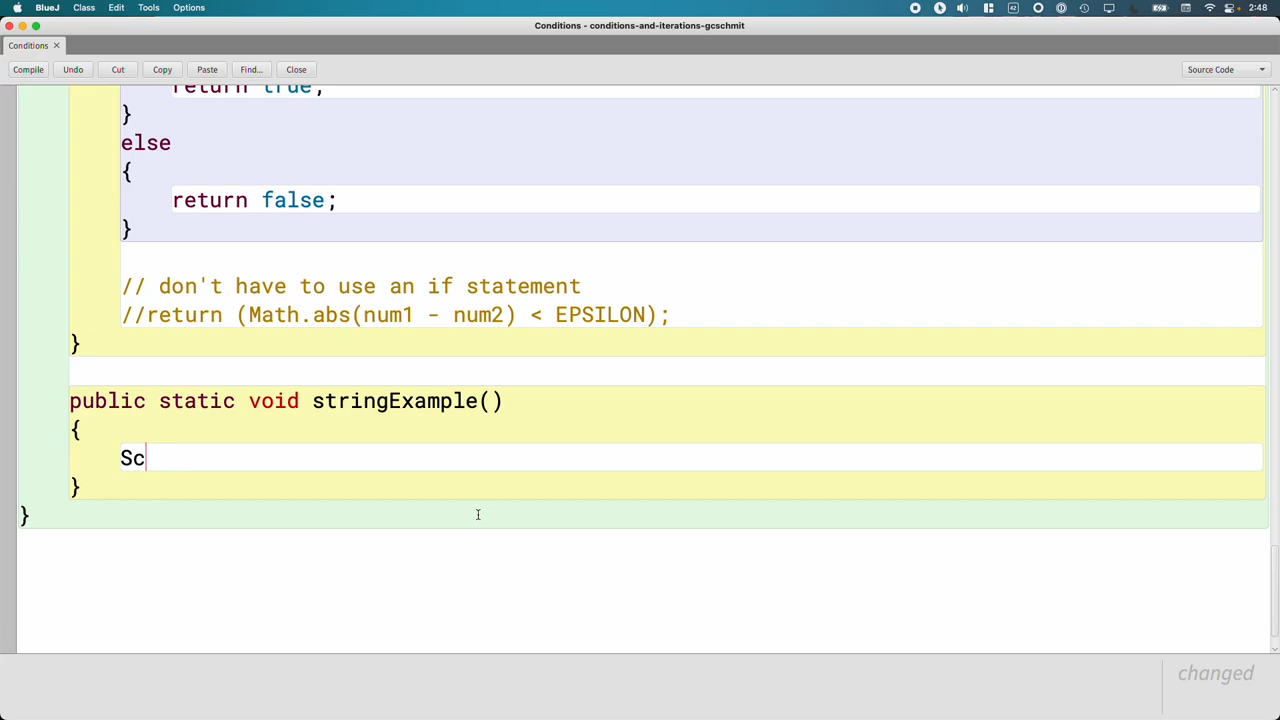 BlueJ Class Edit Tools Options 2:48
Conditions - conditions-and-iterations-gcschmit
Conditions ×
Compile Undo Cut Copy Paste Find... Close Source Code
return true;
}
else
{
return false;
}
// don't have to use an if statement
//return (Math.abs(num1 - num2) < EPSILON);
}
public static void stringExample()
{
Sc
}
}
changed